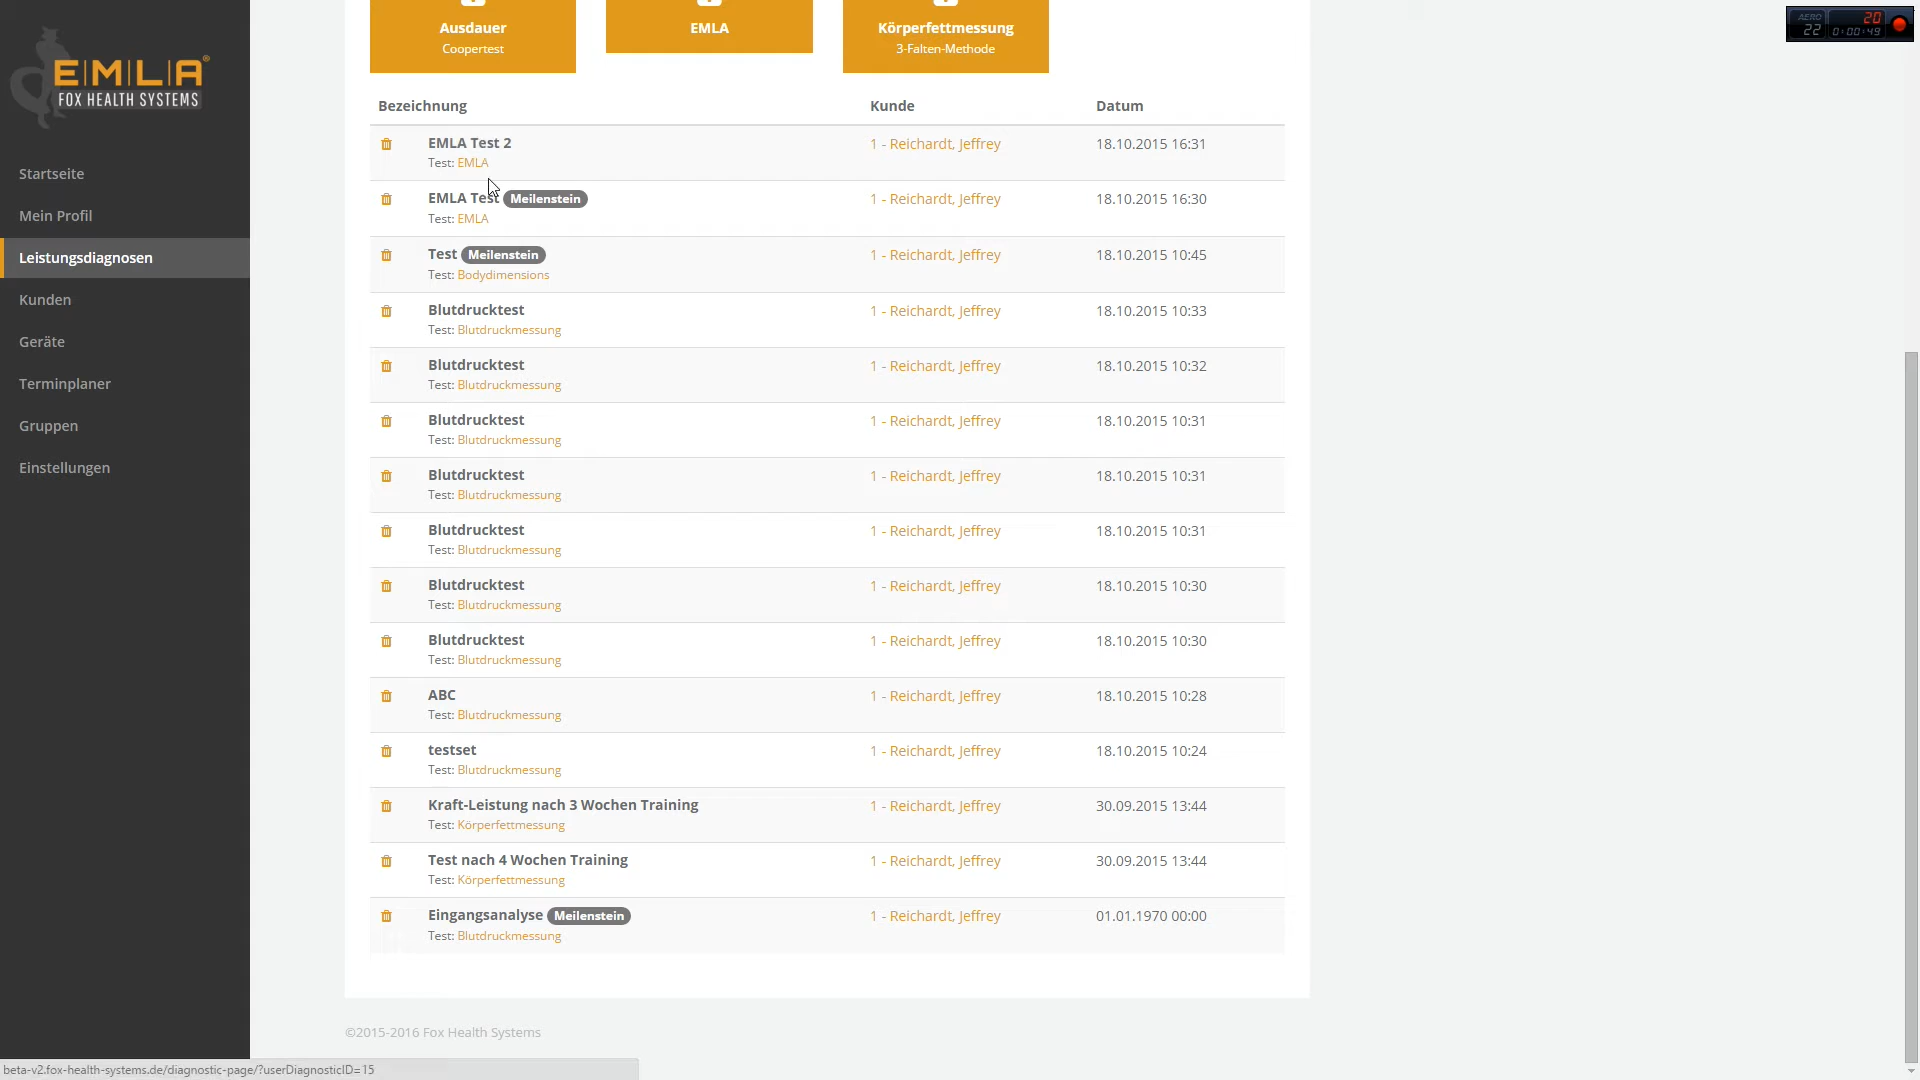 E|M|L|A®
FOX HEALTH SYSTEMS
Startseite
Mein Profil
Leistungsdiagnosen
Kunden
Geräte
Terminplaner
Gruppen
Einstellungen
Ausdauer
Coopertest
EMLA
Körperfettmessung
3-Falten-Methode
Bezeichnung Kunde Datum
EMLA Test 2 1 - Reichardt, Jeffrey 18.10.2015 16:31
Test: EMLA
EMLA Test Meilenstein 1 - Reichardt, Jeffrey 18.10.2015 16:30
Test: EMLA
Test Meilenstein 1 - Reichardt, Jeffrey 18.10.2015 10:45
Test: Bodydimensions
Blutdrucktest 1 - Reichardt, Jeffrey 18.10.2015 10:33
Test: Blutdruckmessung
Blutdrucktest 1 - Reichardt, Jeffrey 18.10.2015 10:32
Test: Blutdruckmessung
Blutdrucktest 1 - Reichardt, Jeffrey 18.10.2015 10:31
Test: Blutdruckmessung
Blutdrucktest 1 - Reichardt, Jeffrey 18.10.2015 10:31
Test: Blutdruckmessung
Blutdrucktest 1 - Reichardt, Jeffrey 18.10.2015 10:31
Test: Blutdruckmessung
Blutdrucktest 1 - Reichardt, Jeffrey 18.10.2015 10:30
Test: Blutdruckmessung
Blutdrucktest 1 - Reichardt, Jeffrey 18.10.2015 10:30
Test: Blutdruckmessung
ABC 1 - Reichardt, Jeffrey 18.10.2015 10:28
Test: Blutdruckmessung
testset 1 - Reichardt, Jeffrey 18.10.2015 10:24
Test: Blutdruckmessung
Kraft-Leistung nach 3 Wochen Training 1 - Reichardt, Jeffrey 30.09.2015 13:44
Test: Körperfettmessung
Test nach 4 Wochen Training 1 - Reichardt, Jeffrey 30.09.2015 13:44
Test: Körperfettmessung
Eingangsanalyse Meilenstein 1 - Reichardt, Jeffrey 01.01.1970 00:00
Test: Blutdruckmessung
©2015-2016 Fox Health Systems
beta-v2.fox-health-systems.de/diagnostic-page/?userDiagnosticID=15
AERO 20
22 0:00:49